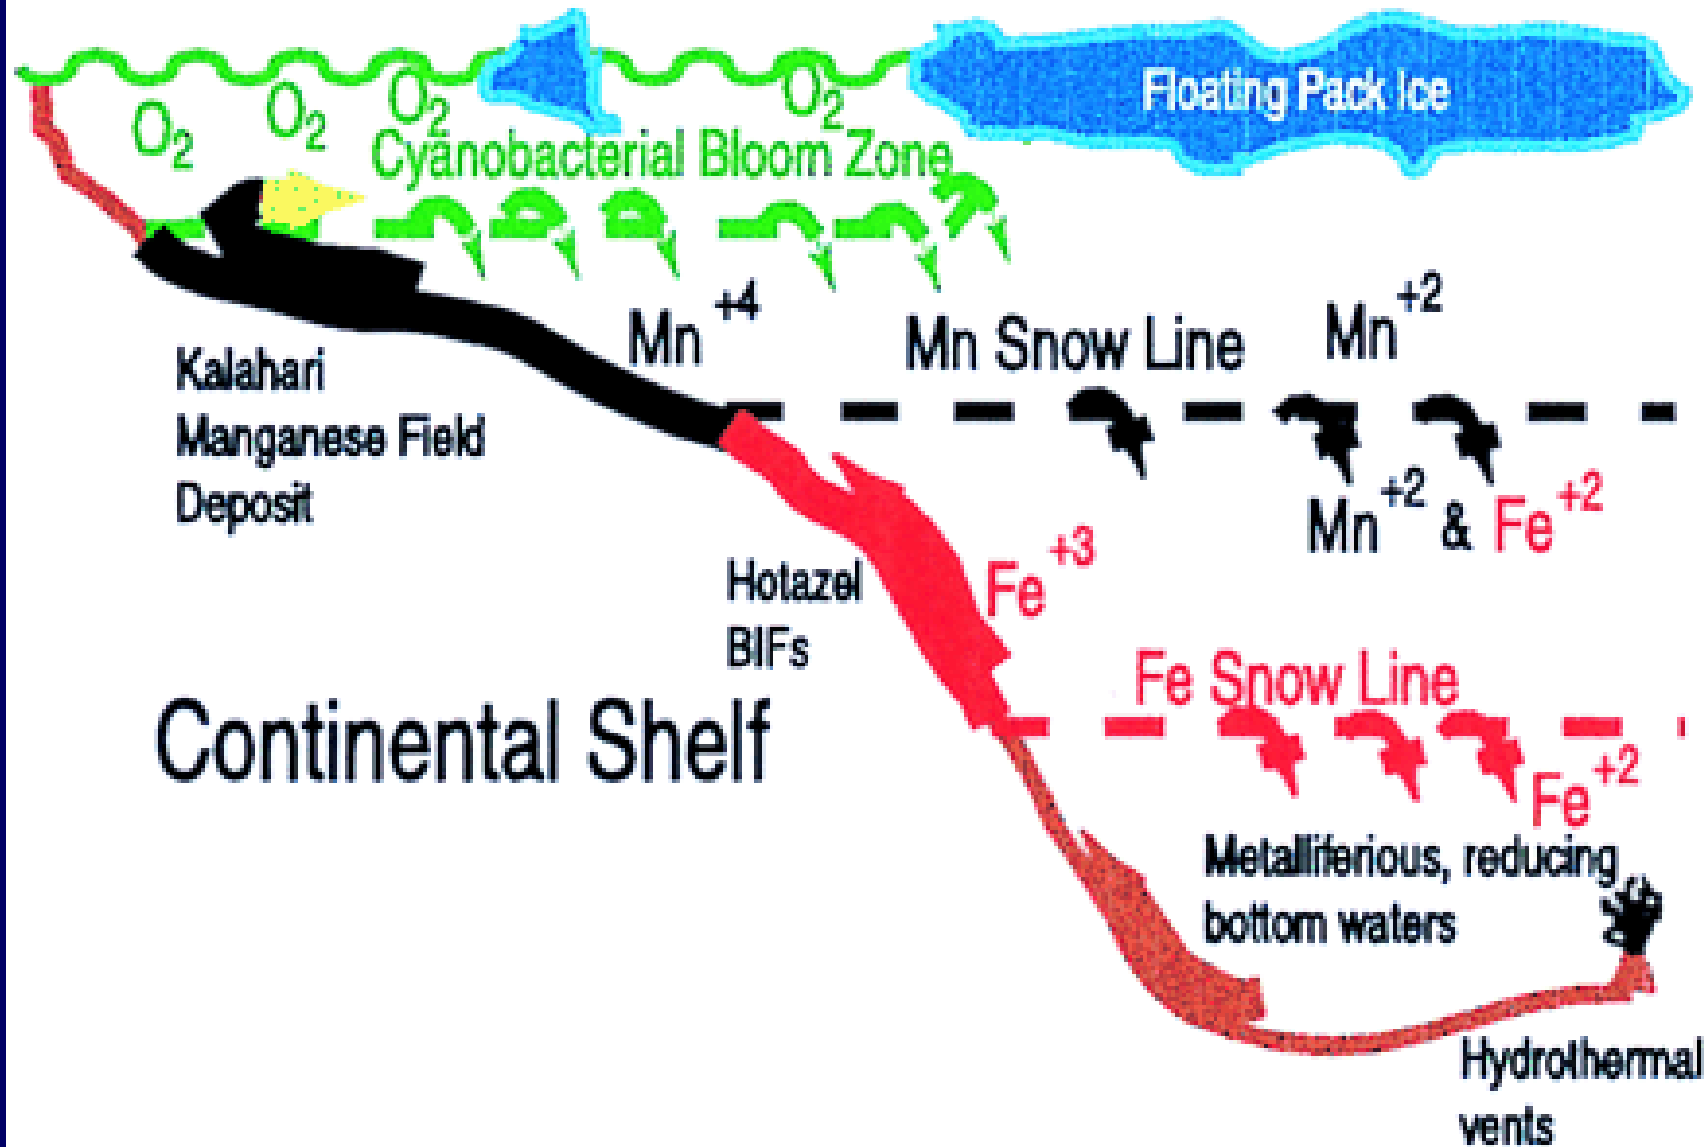 O2
O2
O2
O2
Floating Pack Ice
Cyanobacterial Bloom Zone
Mn+4
Mn Snow Line
Mn+2
Kalahari
Manganese Field
Deposit
Mn+2 & Fe+2
Hotazel
BIFs
Fe+3
Fe Snow Line
Continental Shelf
Fe+2
Metalliferious, reducing
bottom waters
Hydrothermal
vents